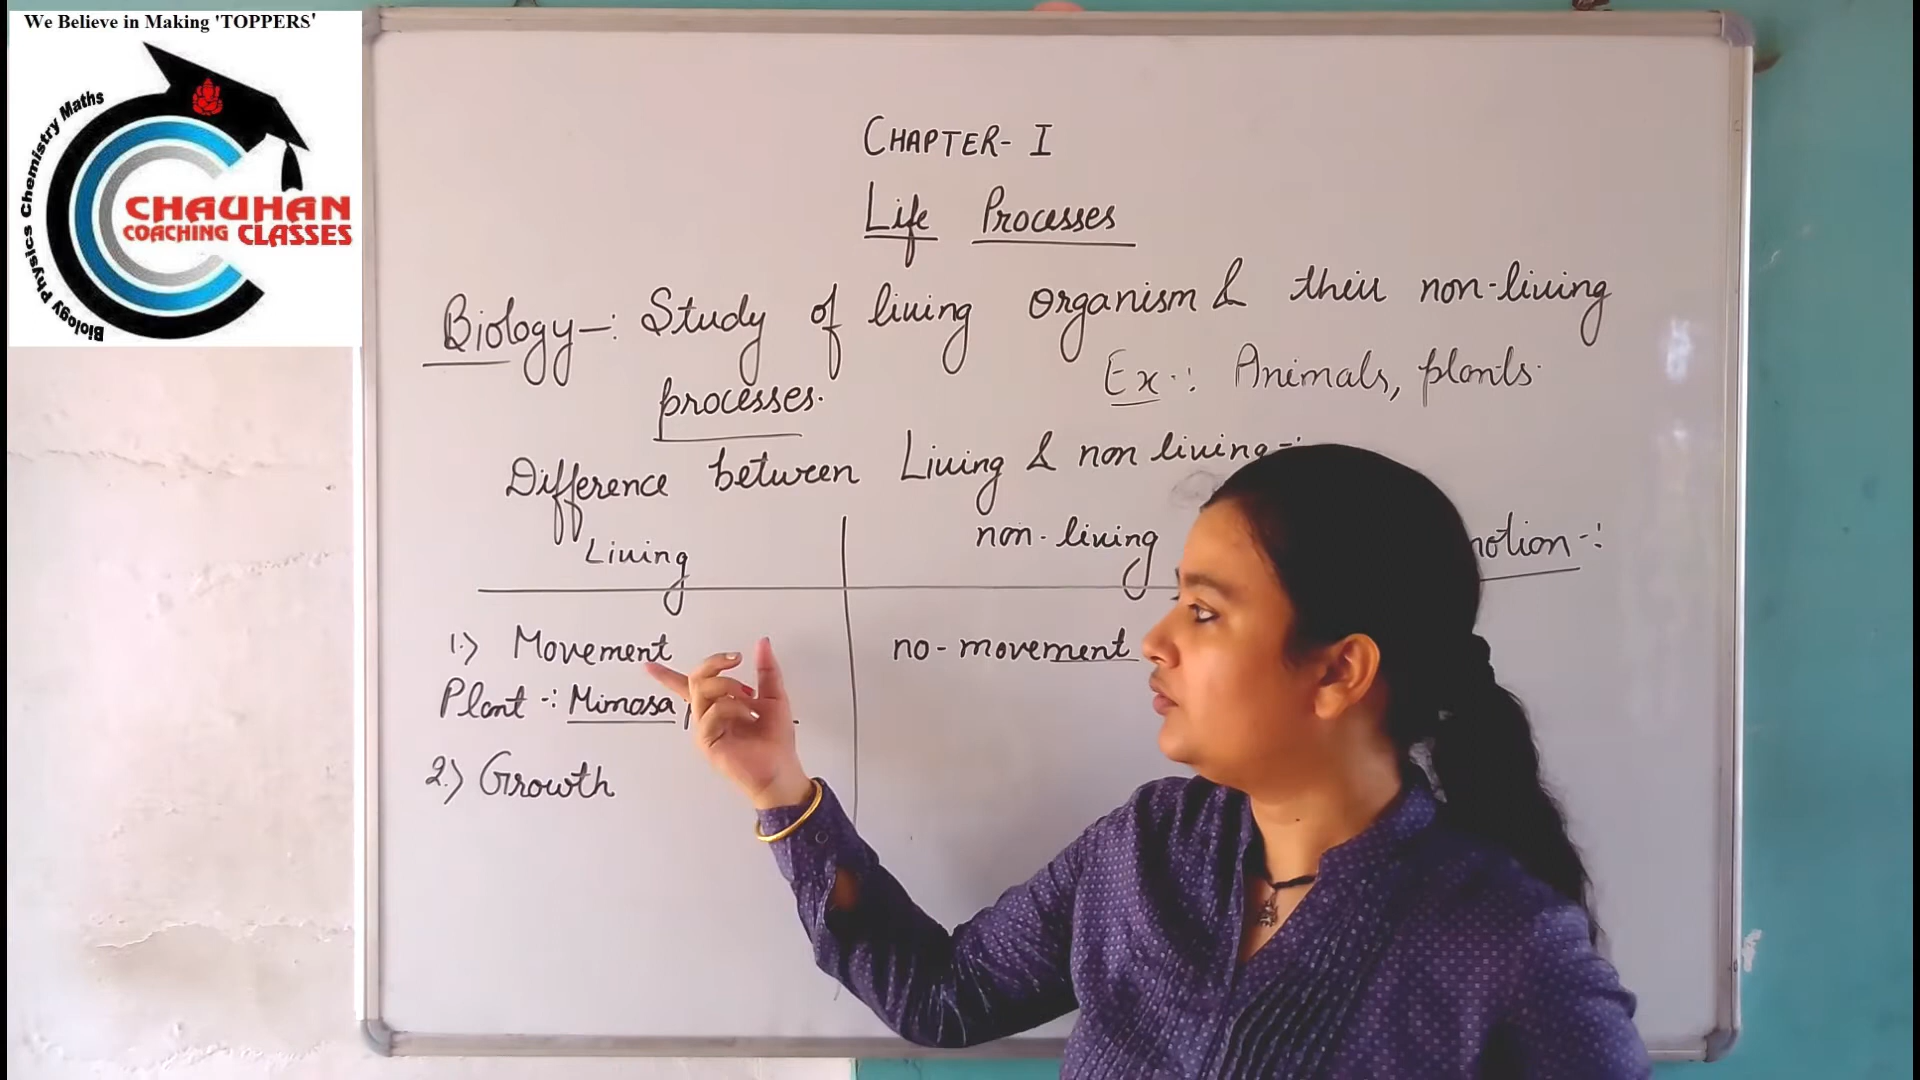 We Believe in Making 'TOPPERS'
Biology Physics Chemistry Maths
CHAUHAN
COACHING CLASSES
CHAPTER- I
Life Processes
Biology-: Study of living organism & their non-living
processes.
Ex-: Animals, plants.
Difference between Living & non living-:
Living
non-living
1.) Movement
no-movement
Plant-: Mimosa
2.) Growth